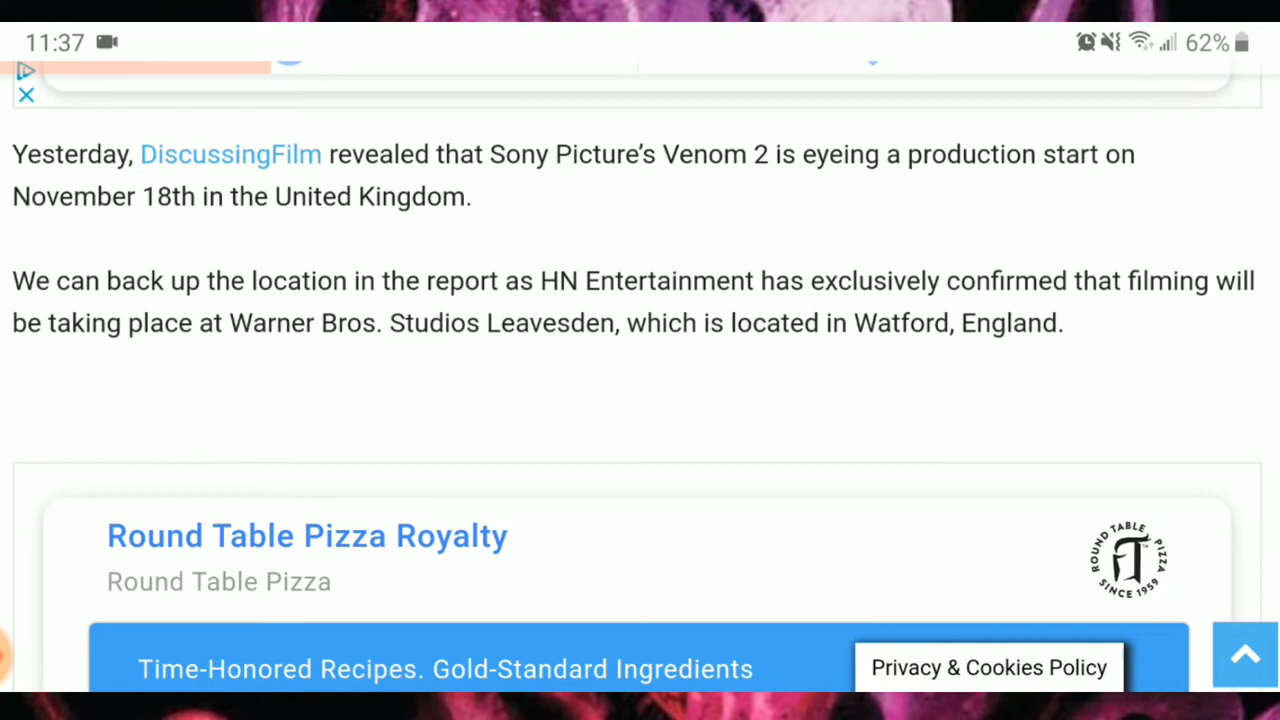 11:37
62%
Yesterday, DiscussingFilm revealed that Sony Picture's Venom 2 is eyeing a production start on
November 18th in the United Kingdom.
We can back up the location in the report as HN Entertainment has exclusively confirmed that filming will
be taking place at Warner Bros. Studios Leavesden, which is located in Watford, England.
Round Table Pizza Royalty
Round Table Pizza
ROUND TABLE PIZZA SINCE 1959
Time-Honored Recipes. Gold-Standard Ingredients
Privacy & Cookies Policy